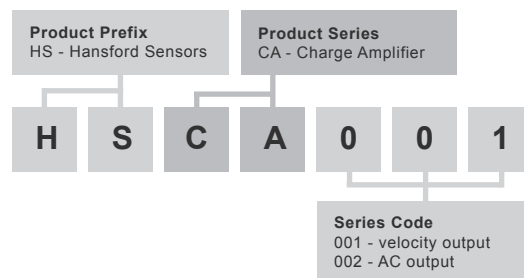 Product Prefix
HS - Hansford Sensors
Product Series
CA - Charge Amplifier
H S C A 0 0 1
Series Code
001 - velocity output
002 - AC output